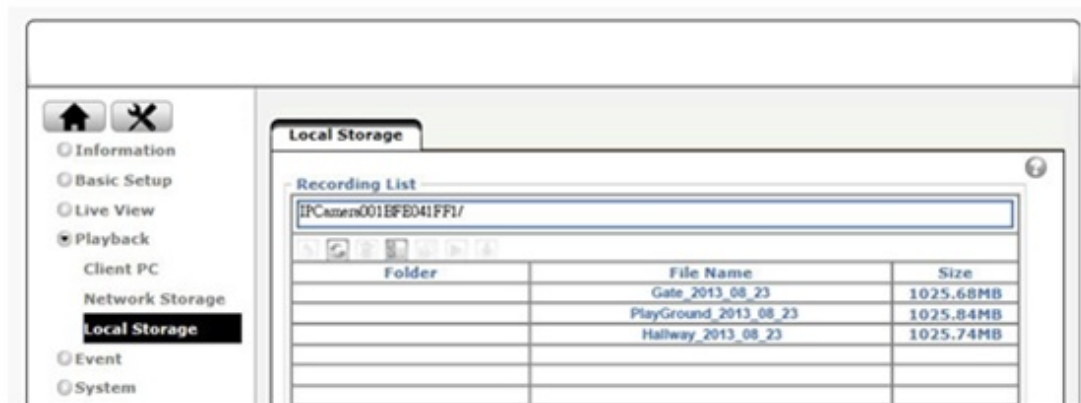 Information
Basic Setup
Live View
Playback
Client PC
Network Storage
Local Storage
Event
System
Local Storage
Recording List
IPCamera001BFE041FF1/
Folder File Name Size
Gate_2013_08_23 1025.68MB
PlayGround_2013_08_23 1025.84MB
Hallway_2013_08_23 1025.74MB